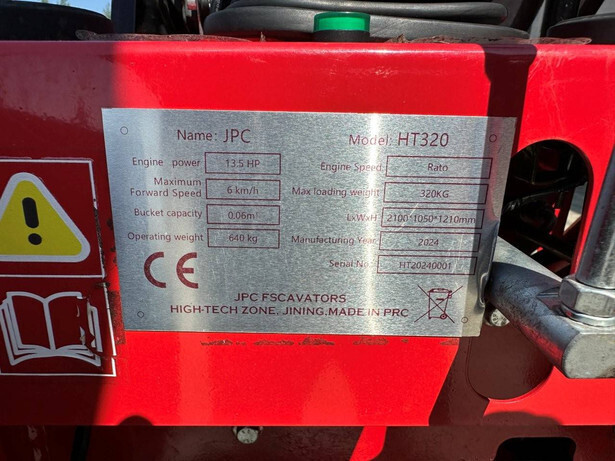 Name: JPC Model: HT320
Engine power 13.5 HP Engine Speed: Rato
Maximum
Forward Speed 6 km/h Max loading weight 320KG
Bucket capacity 0.06m³ LxWxH 2100*1050*1210mm
Operating weight 640 kg Manufacturing Year 2024
Serial No.: HT20240001
CE
JPC FSCAVATORS
HIGH-TECH ZONE, JINING.MADE IN PRC